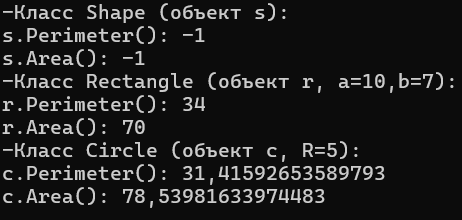 -Класс Shape (объект s):
s.Perimeter(): -1
s.Area(): -1
-Класс Rectangle (объект r, a=10,b=7):
r.Perimeter(): 34
r.Area(): 70
-Класс Circle (объект c, R=5):
c.Perimeter(): 31,41592653589793
c.Area(): 78,53981633974483